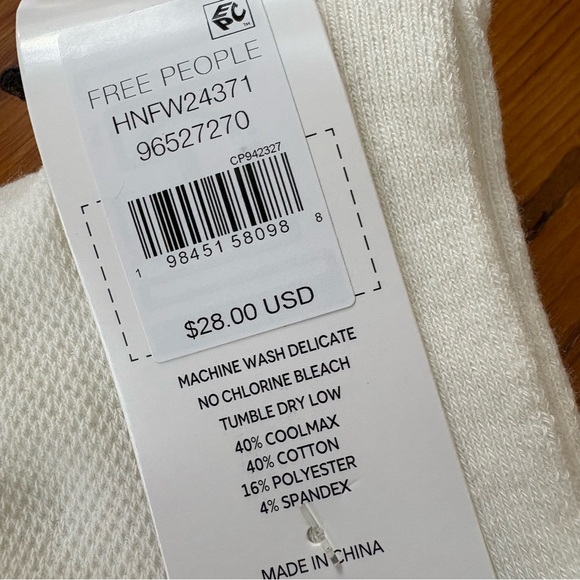 EPC™
FREE PEOPLE
HNFW24371
96527270
CP942327
1 98451 58098 8
$28.00 USD
MACHINE WASH DELICATE
NO CHLORINE BLEACH
TUMBLE DRY LOW
40% COOLMAX
40% COTTON
16% POLYESTER
4% SPANDEX
MADE IN CHINA